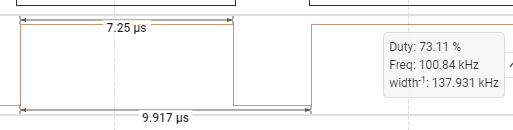 7.25 µs
Duty: 73.11 %
Freq: 100.84 kHz
width-1: 137.931 kHz
9.917 µs